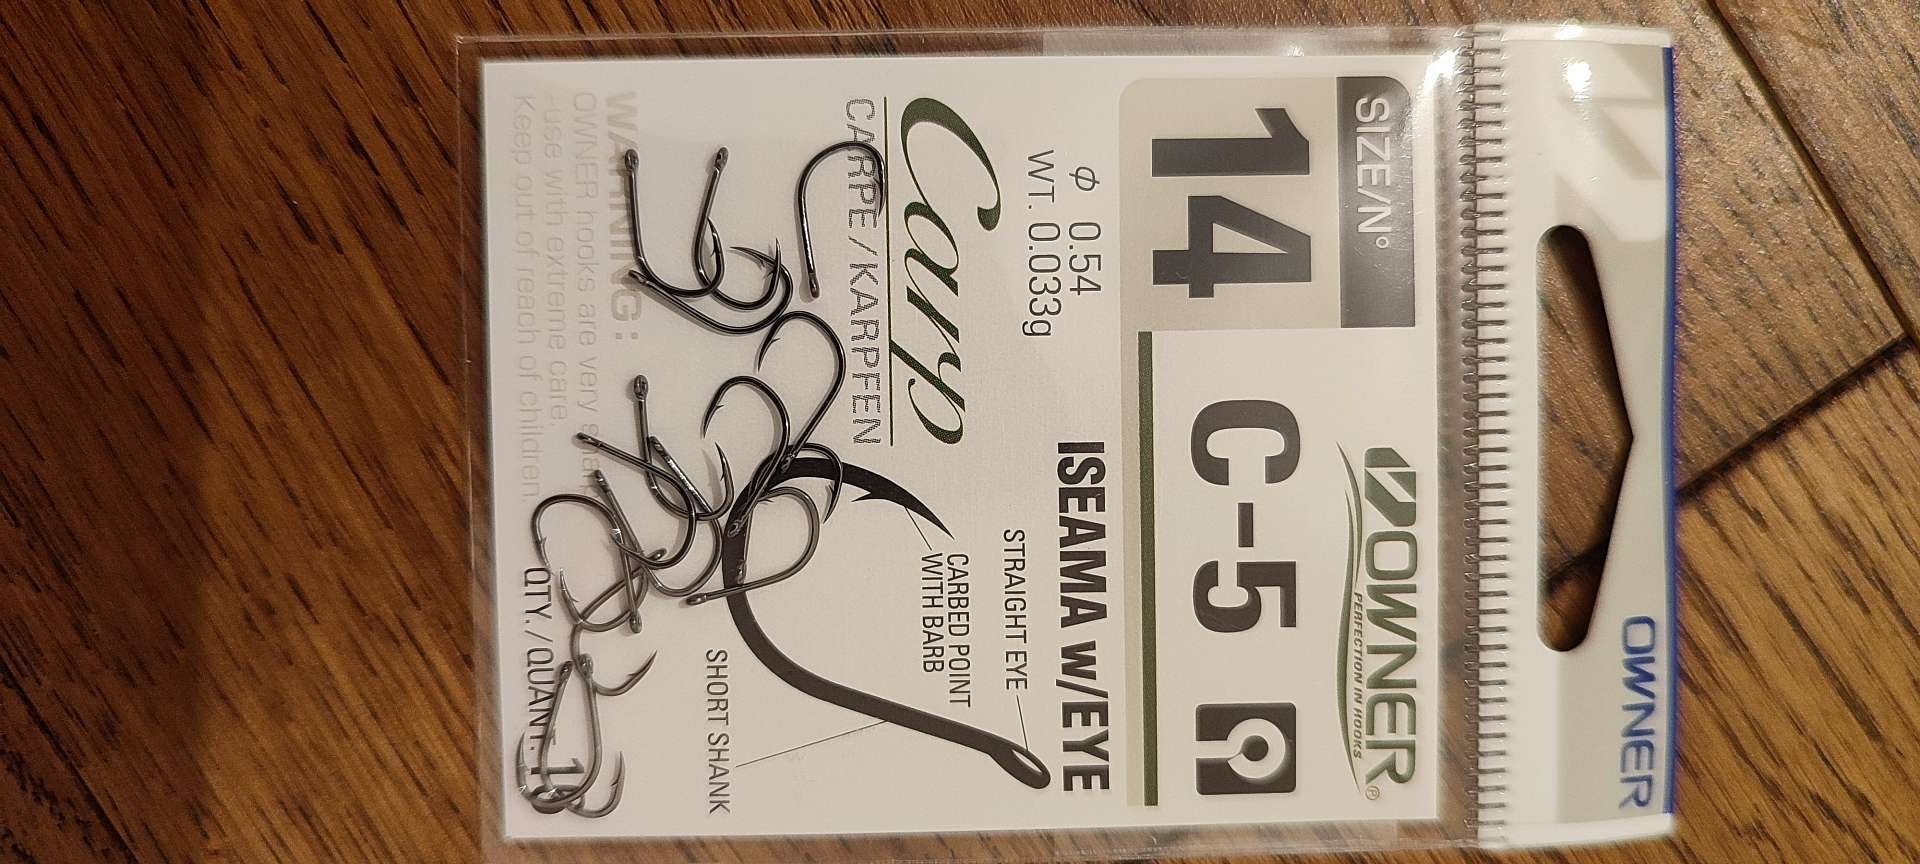 OWNER
SIZE/N°
14
OWNER®
PERFECTION IN HOOKS
C-5
φ 0.54
WT. 0.033g
ISEAMA w/EYE
Carp
CARPE/KARPFEN
STRAIGHT EYE
CARBED POINT
WITH BARB
SHORT SHANK
WARNING:
OWNER hooks are very
-use with extreme care.
Keep out of reach of children.
QTY./QUANT.